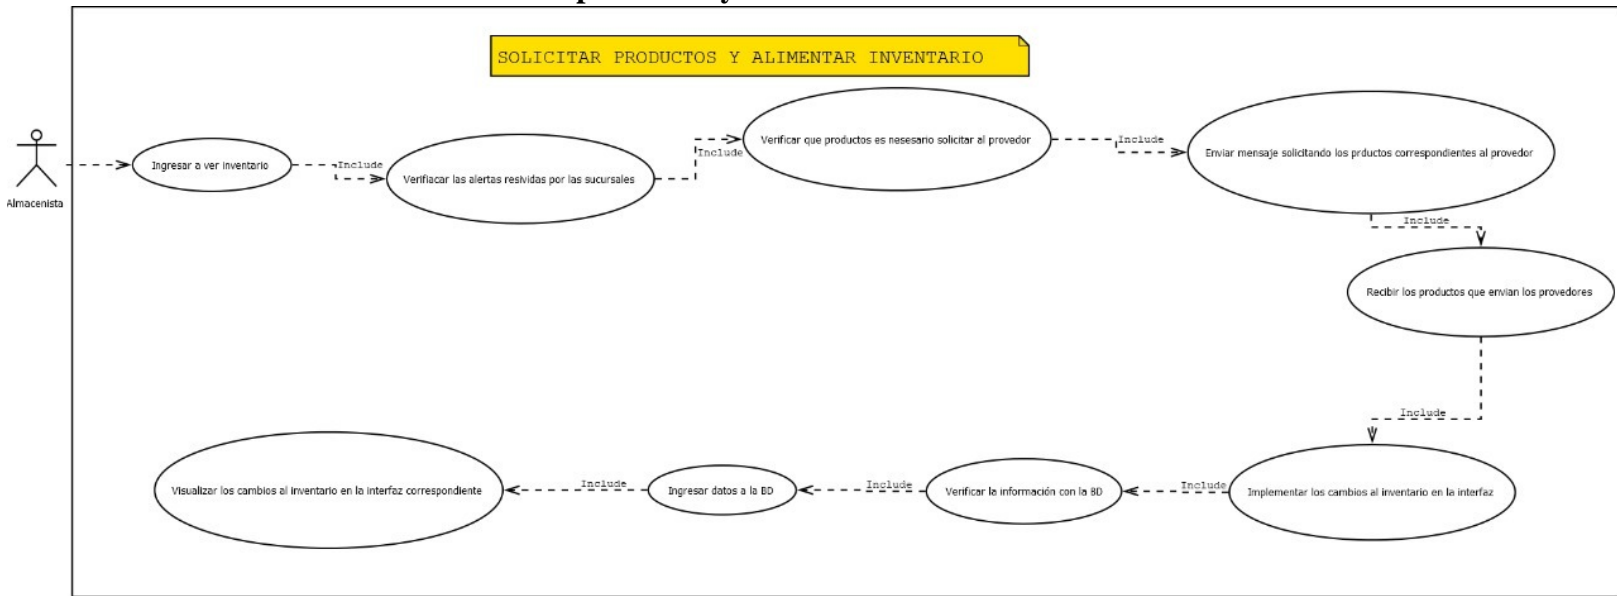 SOLICITAR PRODUCTOS Y ALIMENTAR INVENTARIO
Almacenista
Ingresar a ver inventario
Include
Verifiacar las alertas resividas por las sucursales
Include
Verificar que productos es nesesario solicitar al provedor
Include
Enviar mensaje solicitando los prductos correspondientes al provedor
Include
Recibir los productos que envian los provedores
Include
Implementar los cambios al inventario en la interfaz
Include
Verificar la información con la BD
Include
Ingresar datos a la BD
Include
Visualizar los cambios al inventario en la interfaz correspondiente